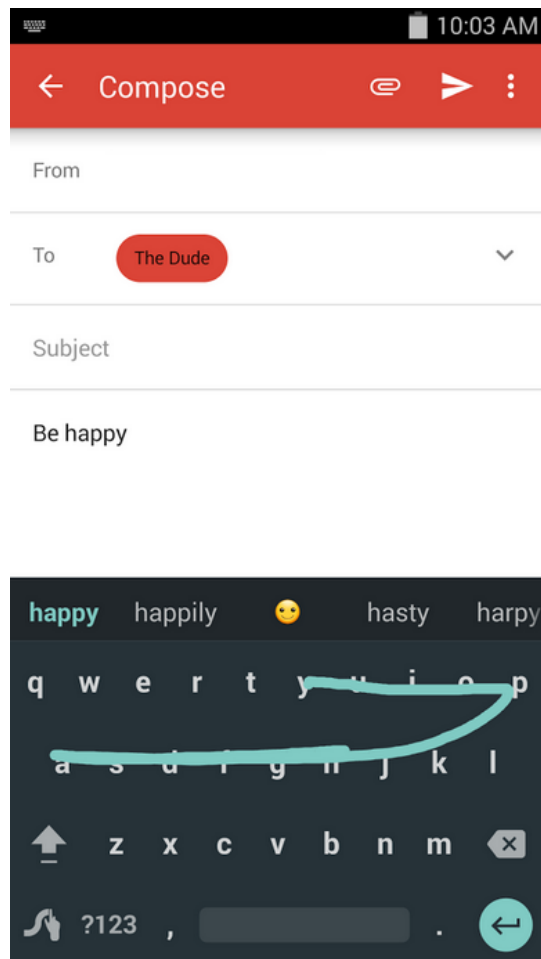 10:03 AM
Compose
From
To The Dude
Subject
Be happy
happy happily hasty harpy
q w e r t y u i o p
a s d f g h j k l
z x c v b n m
?123 , .